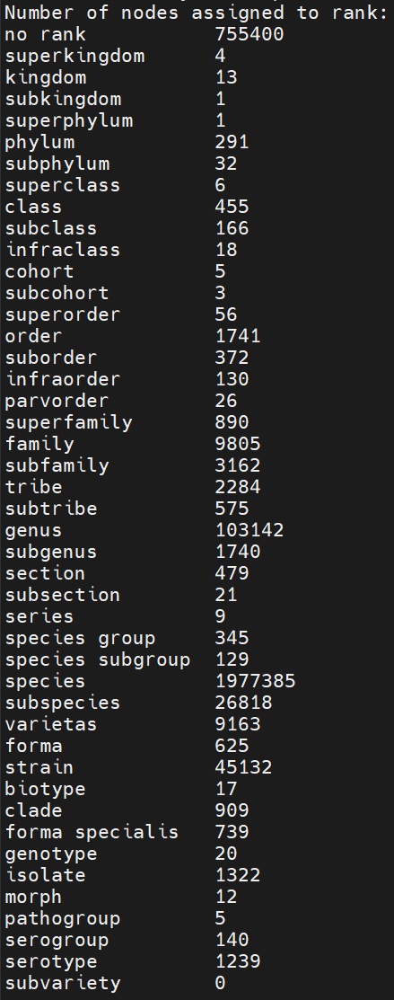 Number of nodes assigned to rank:
no rank 755400
superkingdom 4
kingdom 13
subkingdom 1
superphylum 1
phylum 291
subphylum 32
superclass 6
class 455
subclass 166
infraclass 18
cohort 5
subcohort 3
superorder 56
order 1741
suborder 372
infraorder 130
parvorder 26
superfamily 890
family 9805
subfamily 3162
tribe 2284
subtribe 575
genus 103142
subgenus 1740
section 479
subsection 21
series 9
species group 345
species subgroup 129
species 1977385
subspecies 26818
varietas 9163
forma 625
strain 45132
biotype 17
clade 909
forma specialis 739
genotype 20
isolate 1322
morph 12
pathogroup 5
serogroup 140
serotype 1239
subvariety 0